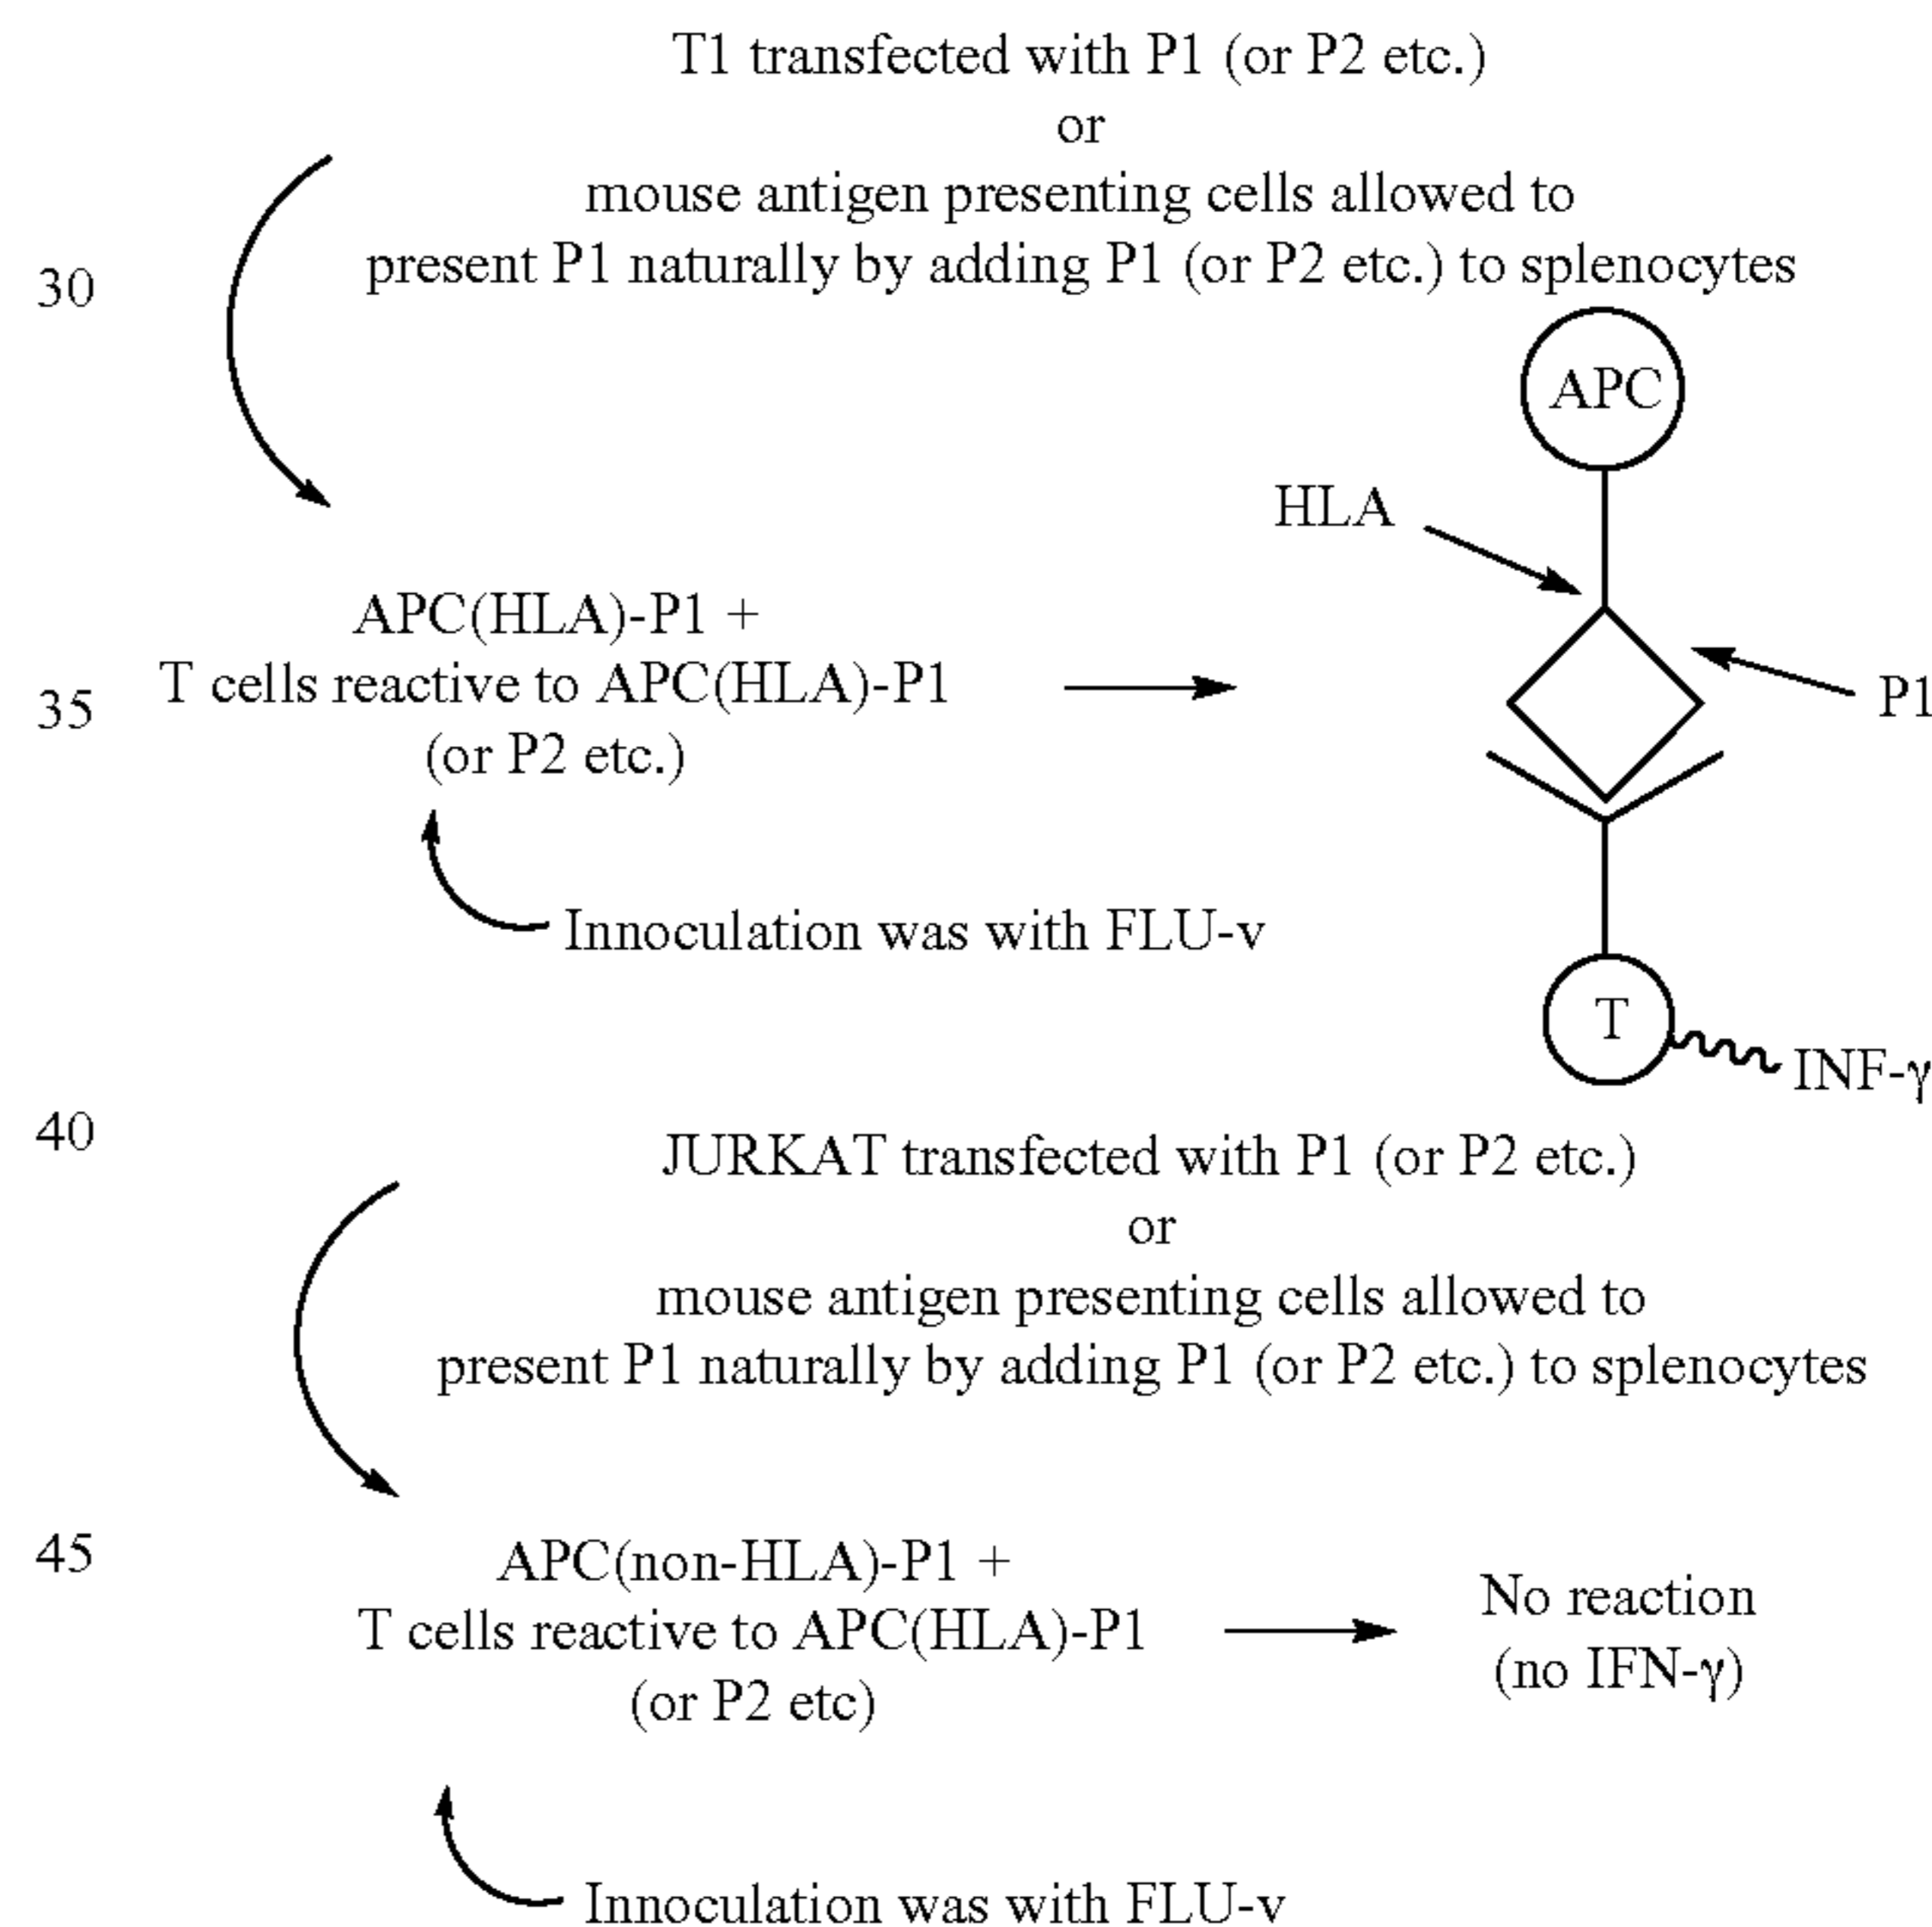 T1 transfected with P1 (or P2 etc.)
or
mouse antigen presenting cells allowed to
present P1 naturally by adding P1 (or P2 etc.) to splenocytes
30
APC
HLA
APC(HLA)-P1 +
T cells reactive to APC(HLA)-P1
(or P2 etc.)
35
P1
Innoculation was with FLU-v
T
INF-γ
40
JURKAT transfected with P1 (or P2 etc.)
or
mouse antigen presenting cells allowed to
present P1 naturally by adding P1 (or P2 etc.) to splenocytes
45
APC(non-HLA)-P1 +
T cells reactive to APC(HLA)-P1
(or P2 etc)
No reaction
(no IFN-γ)
Innoculation was with FLU-v